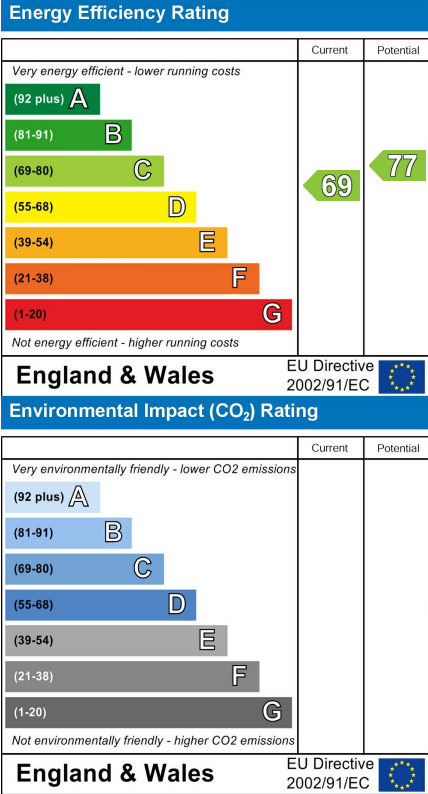 Energy Efficiency Rating
Current Potential
Very energy efficient - lower running costs
(92 plus) A
(81-91) B
(69-80) C
(55-68) D
(39-54) E
(21-38) F
(1-20) G
69 77
Not energy efficient - higher running costs
England & Wales
EU Directive
2002/91/EC
Environmental Impact (CO₂) Rating
Current Potential
Very environmentally friendly - lower CO2 emissions
(92 plus) A
(81-91) B
(69-80) C
(55-68) D
(39-54) E
(21-38) F
(1-20) G
Not environmentally friendly - higher CO2 emissions
England & Wales
EU Directive
2002/91/EC